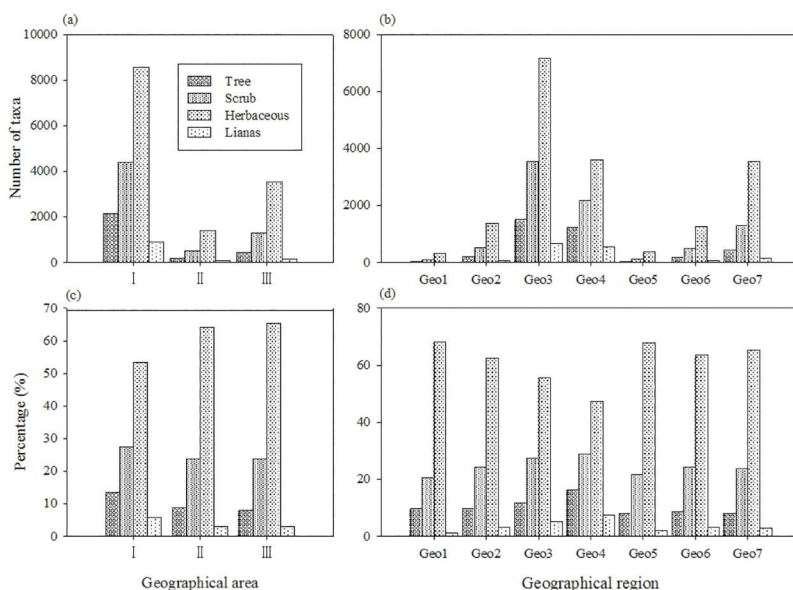 (a)
(b)
10000
8000
6000
4000
2000
0
Number of taxa
Tree
Scrub
Herbaceous
Lianas
I
II
III
8000
6000
4000
2000
0
Geo1
Geo2
Geo3
Geo4
Geo5
Geo6
Geo7
(c)
(d)
70
60
50
40
30
20
10
0
Percentage (%)
I
II
III
Geographical area
80
60
40
20
0
Geo1
Geo2
Geo3
Geo4
Geo5
Geo6
Geo7
Geographical region